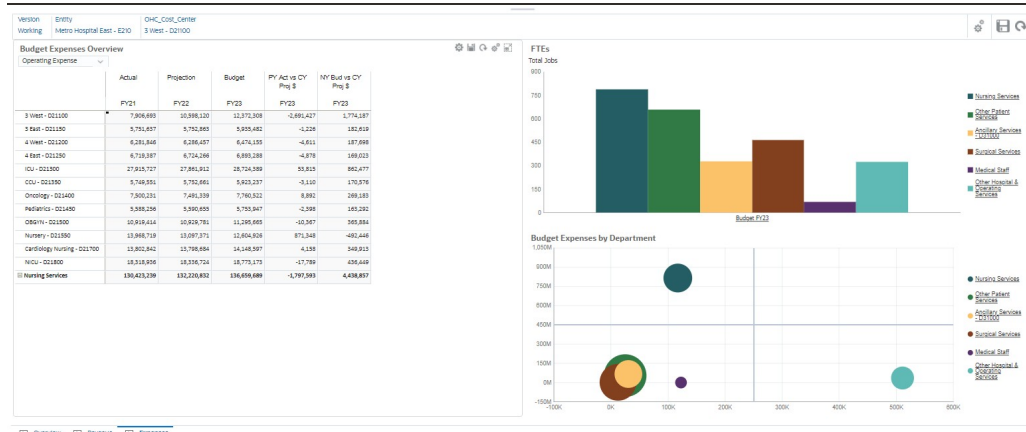 Version Entity OHC_Cost_Center
Working Metro Hospital East - E210 3 West - D21100
Budget Expenses Overview
Operating Expense
Actual Projection Budget PY Act vs CY Proj $ NY Bud vs CY Proj $
FY21 FY22 FY23 FY23 FY23
3 West - D21100 7,906,693 10,598,120 12,372,308 -2,691,427 1,774,187
3 East - D21150 5,751,637 5,752,863 5,935,482 -1,226 182,619
4 West - D21200 6,281,846 6,286,457 6,474,155 -4,611 187,698
4 East - D21250 6,719,387 6,724,266 6,893,288 -4,878 169,023
ICU - D21300 27,915,727 27,861,912 28,724,389 53,815 862,477
CCU - D21350 5,749,551 5,752,661 5,923,237 -3,110 170,576
Oncology - D21400 7,500,231 7,491,339 7,760,522 8,892 269,183
Pediatrics - D21450 5,588,256 5,590,655 5,753,947 -2,398 163,292
OBGYN - D21500 10,919,414 10,929,781 11,295,665 -10,367 365,884
Nursery - D21550 13,968,719 13,097,371 12,604,926 871,348 -492,446
Cardiology Nursing - D21700 13,802,842 13,798,684 14,148,597 4,158 349,913
NICU - D21800 18,318,936 18,336,724 18,773,173 -17,789 436,449
Nursing Services 130,423,239 132,220,832 136,659,689 -1,797,593 4,438,857
FTEs
Total Jobs
900
750
600
450
300
150
0
Budget FY23
Nursing Services
Other Patient
Services
Ancillary Services
- D31000
Surgical Services
Medical Staff
Other Hospital &
Operating
Services
Budget Expenses by Department
1,050M
900M
750M
600M
450M
300M
150M
0M
-150M
-100K 0K 100K 200K 300K 400K 500K 600K
Nursing Services
Other Patient
Services
Ancillary Services
- D31000
Surgical Services
Medical Staff
Other Hospital &
Operating
Services